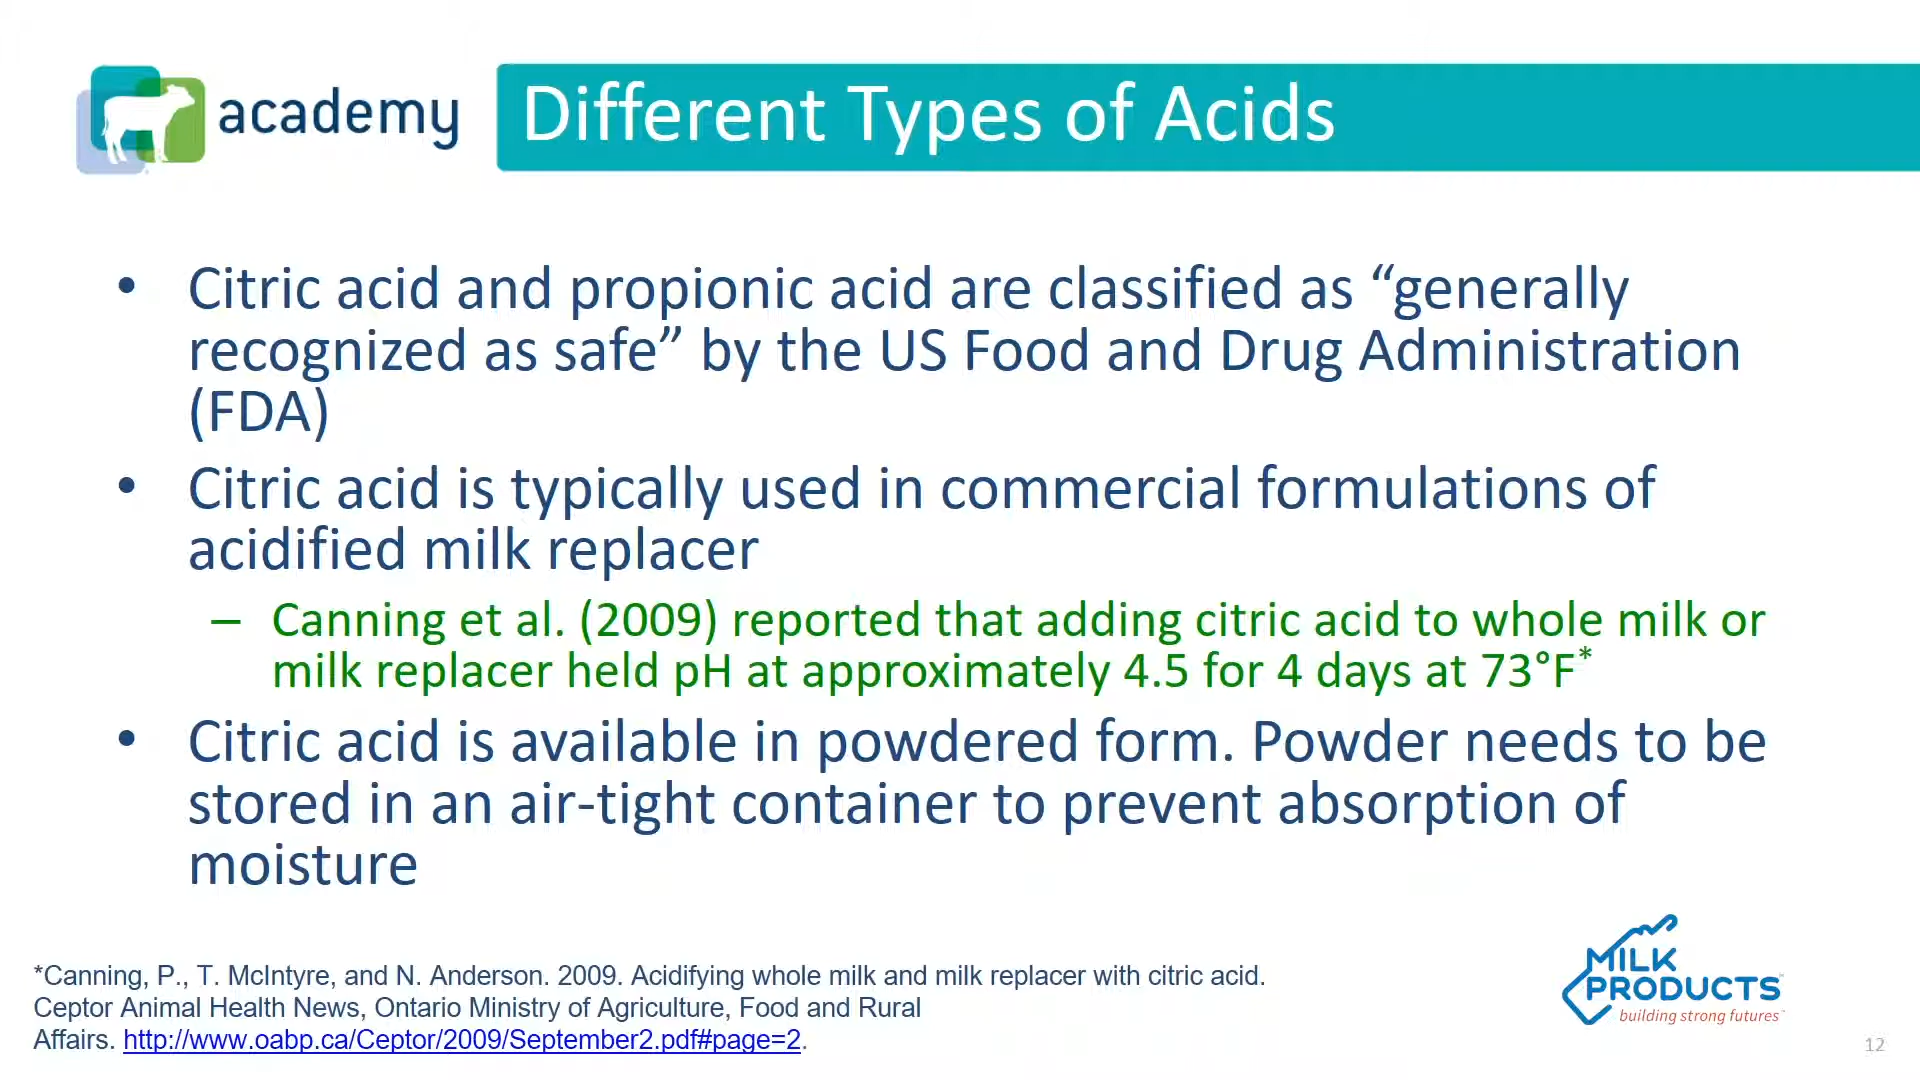 academy
Different Types of Acids
• Citric acid and propionic acid are classified as “generally
recognized as safe” by the US Food and Drug Administration
(FDA)
• Citric acid is typically used in commercial formulations of
acidified milk replacer
– Canning et al. (2009) reported that adding citric acid to whole milk or
milk replacer held pH at approximately 4.5 for 4 days at 73°F*
• Citric acid is available in powdered form. Powder needs to be
stored in an air-tight container to prevent absorption of
moisture
*Canning, P., T. McIntyre, and N. Anderson. 2009. Acidifying whole milk and milk replacer with citric acid.
Ceptor Animal Health News, Ontario Ministry of Agriculture, Food and Rural
Affairs. http://www.oabp.ca/Ceptor/2009/September2.pdf#page=2.
MILK
PRODUCTS™
building strong futures™
12